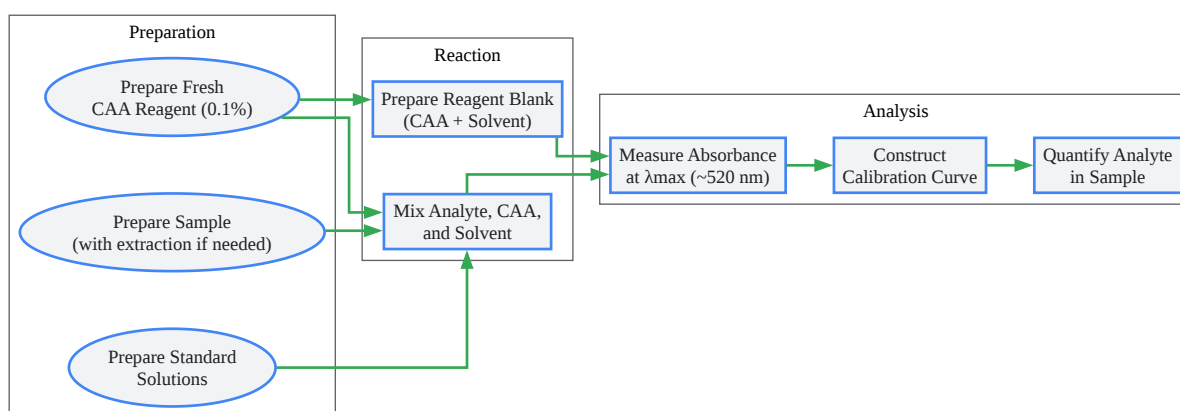 Preparation
Prepare Fresh
CAA Reagent (0.1%)
Prepare Sample
(with extraction if needed)
Prepare Standard
Solutions
Reaction
Prepare Reagent Blank
(CAA + Solvent)
Mix Analyte, CAA,
and Solvent
Analysis
Measure Absorbance
at λmax (~520 nm)
Construct
Calibration Curve
Quantify Analyte
in Sample